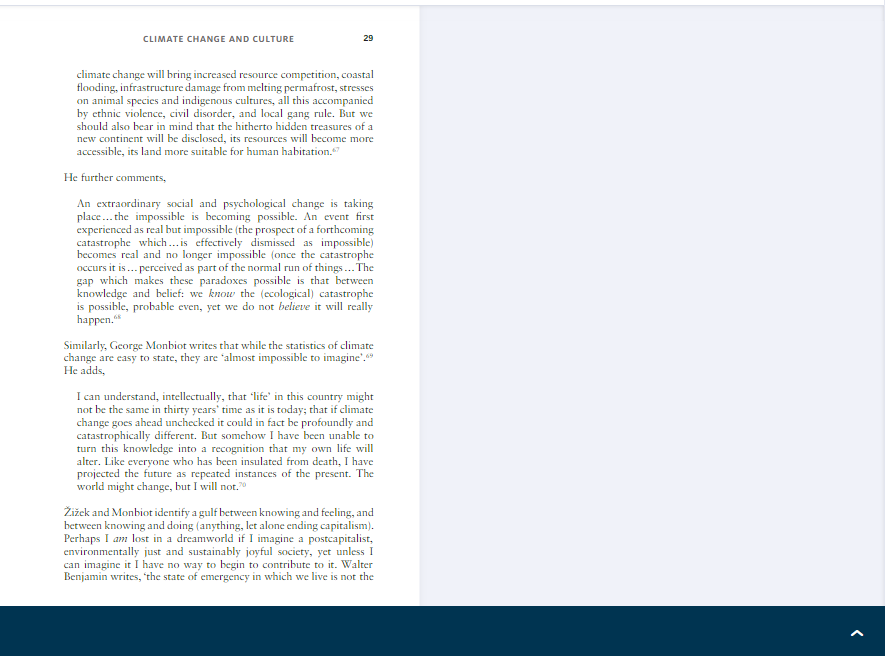 CLIMATE CHANGE AND CULTURE 29
climate change will bring increased resource competition, coastal
flooding, infrastructure damage from melting permafrost, stresses
on animal species and indigenous cultures, all this accompanied
by ethnic violence, civil disorder, and local gang rule. But we
should also bear in mind that the hitherto hidden treasures of a
new continent will be disclosed, its resources will become more
accessible, its land more suitable for human habitation.67
He further comments,
An extraordinary social and psychological change is taking
place…the impossible is becoming possible. An event first
experienced as real but impossible (the prospect of a forthcoming
catastrophe which…is effectively dismissed as impossible)
becomes real and no longer impossible (once the catastrophe
occurs it is…perceived as part of the normal run of things…The
gap which makes these paradoxes possible is that between
knowledge and belief: we know the (ecological) catastrophe
is possible, probable even, yet we do not believe it will really
happen.68
Similarly, George Monbiot writes that while the statistics of climate
change are easy to state, they are ‘almost impossible to imagine’.69
He adds,
I can understand, intellectually, that ‘life’ in this country might
not be the same in thirty years’ time as it is today; that if climate
change goes ahead unchecked it could in fact be profoundly and
catastrophically different. But somehow I have been unable to
turn this knowledge into a recognition that my own life will
alter. Like everyone who has been insulated from death, I have
projected the future as repeated instances of the present. The
world might change, but I will not.70
Žižek and Monbiot identify a gulf between knowing and feeling, and
between knowing and doing (anything, let alone ending capitalism).
Perhaps I am lost in a dreamworld if I imagine a postcapitalist,
environmentally just and sustainably joyful society, yet unless I
can imagine it I have no way to begin to contribute to it. Walter
Benjamin writes, ‘the state of emergency in which we live is not the